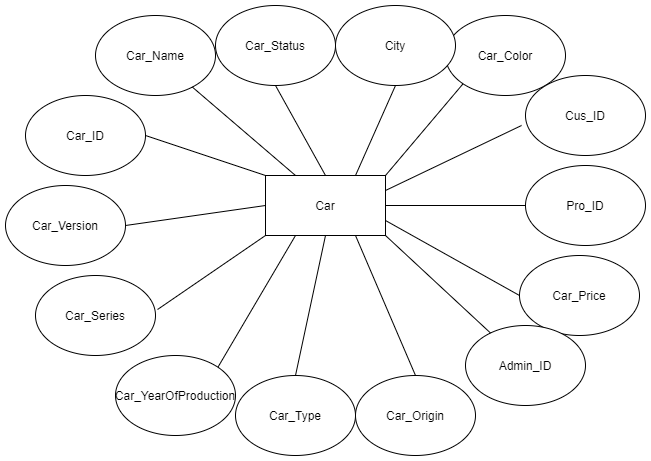 Car_Status
City
Car_Name
Car_Color
Cus_ID
Car_ID
Car
Pro_ID
Car_Version
Car_Price
Car_Series
Admin_ID
Car_YearOfProduction
Car_Type
Car_Origin